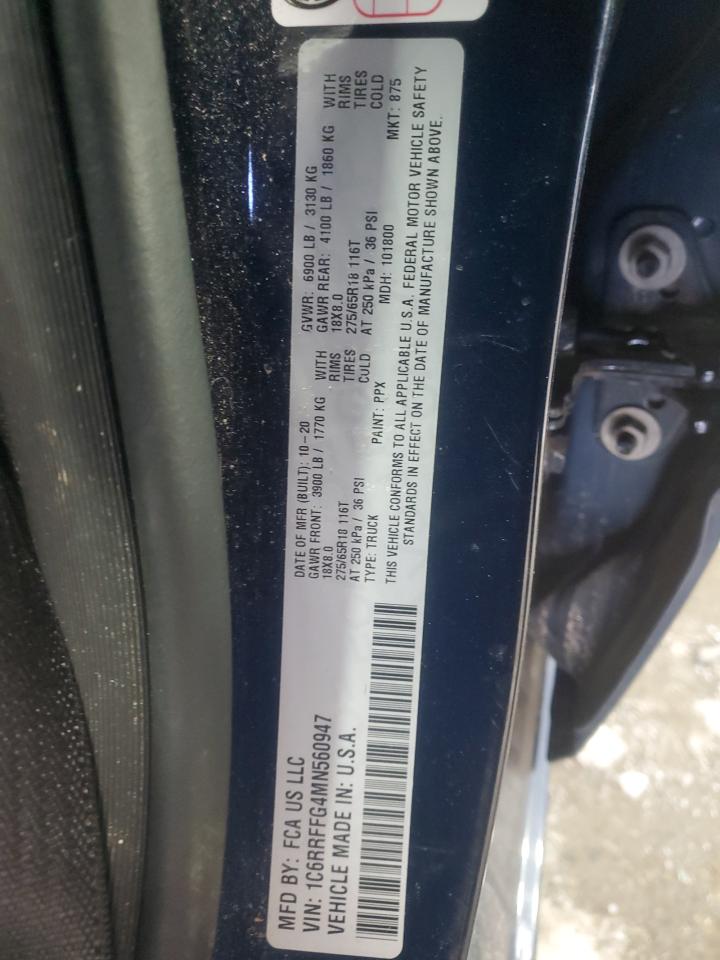 MFD BY: FCA US LLC
VIN: 1C6RRFFG4MN560947
VEHICLE MADE IN: U.S.A.
DATE OF MFR (BUILT): 10-20 GVWR: 6900 LB / 3130 KG
GAWR FRONT: 3900 LB / 1770 KG WITH GAWR REAR: 4100 LB / 1860 KG WITH
18X8.0 RIMS 18X8.0 RIMS
275/65R18 116T TIRES 275/65R18 116T TIRES
AT 250 kPa / 36 PSI COLD AT 250 kPa / 36 PSI COLD
TYPE: TRUCK PAINT: PPX MDH: 101800 MKT: 875
THIS VEHICLE CONFORMS TO ALL APPLICABLE U.S.A. FEDERAL MOTOR VEHICLE SAFETY
STANDARDS IN EFFECT ON THE DATE OF MANUFACTURE SHOWN ABOVE.